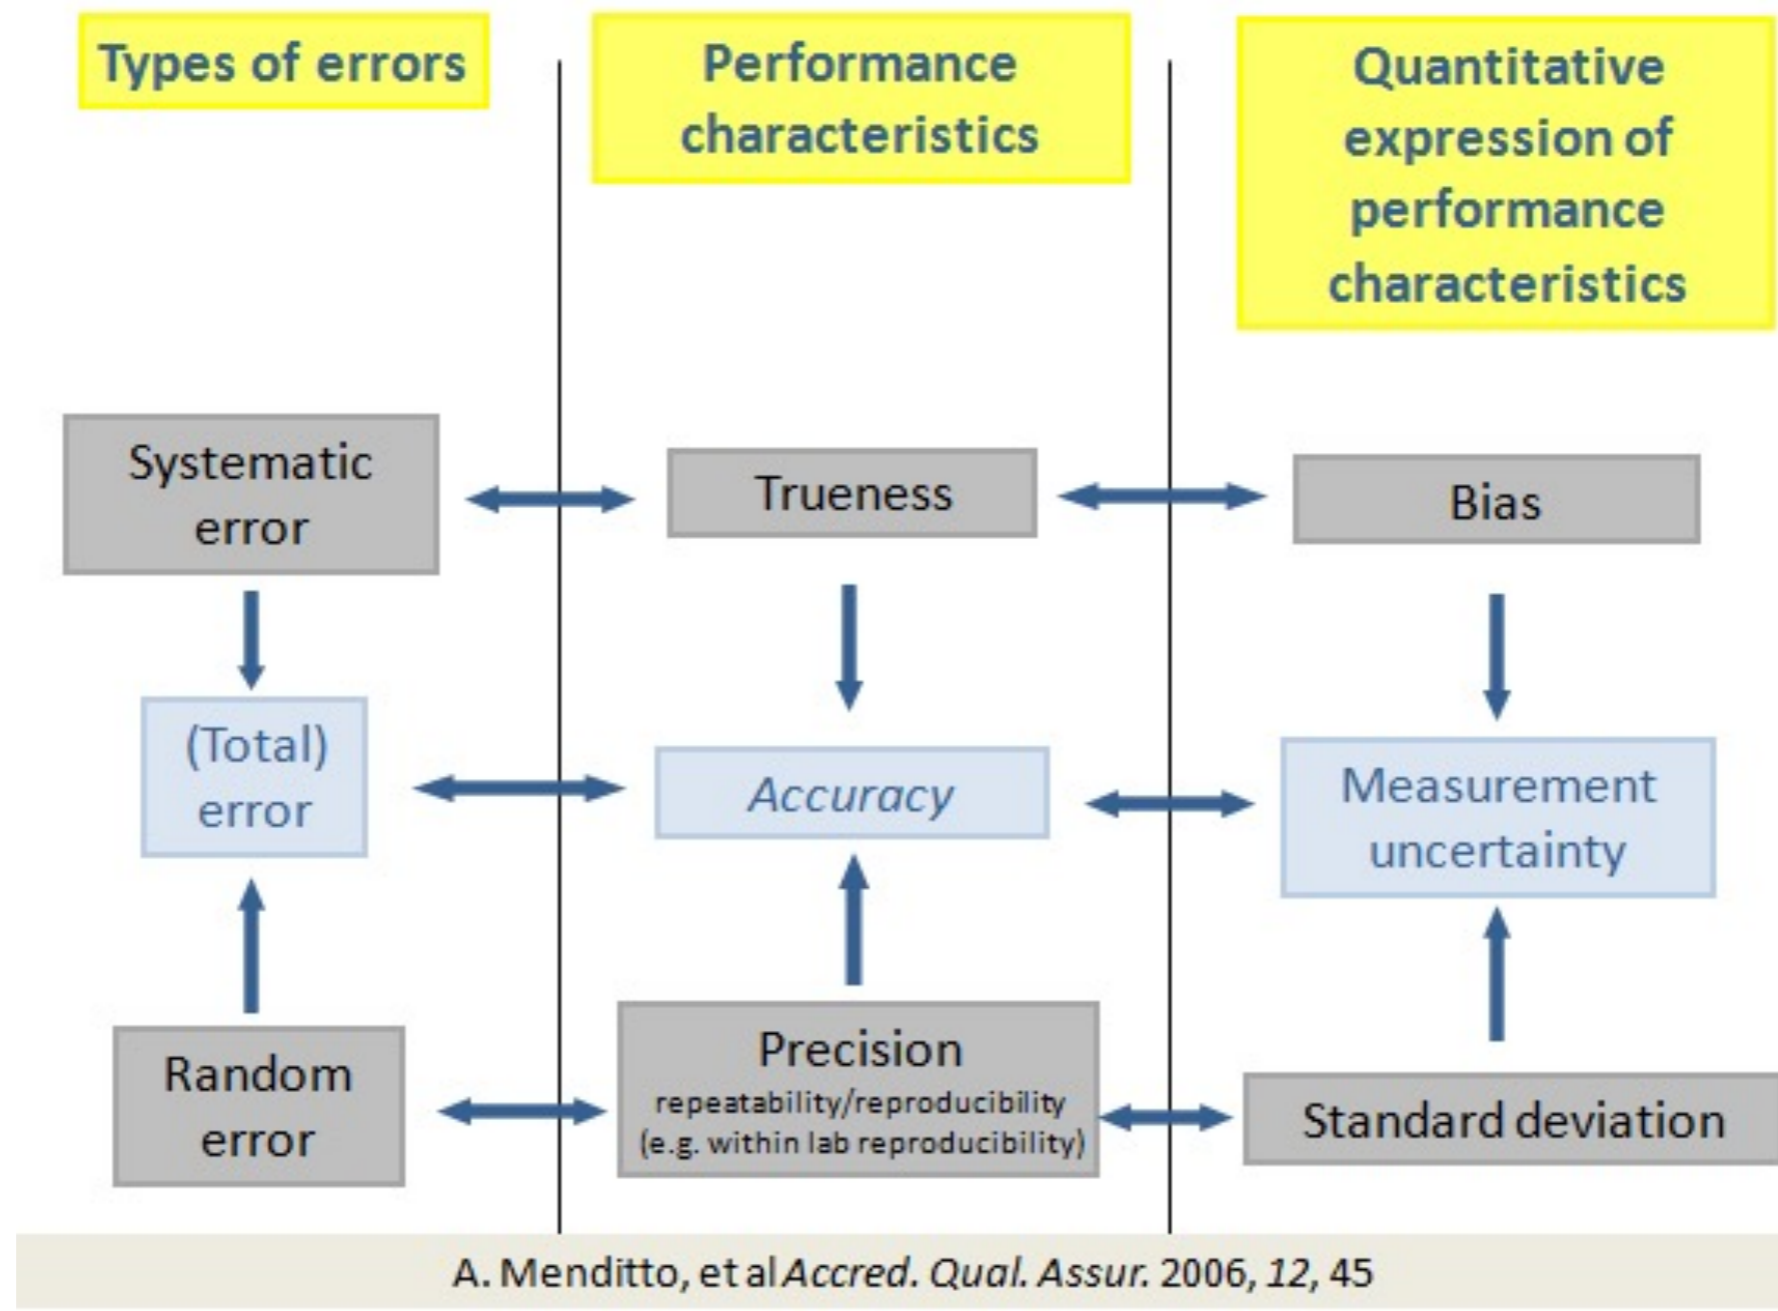 Types of errors
Performance
characteristics
Quantitative
expression of
performance
characteristics
Systematic
error
Trueness
Bias
(Total)
error
Accuracy
Measurement
uncertainty
Random
error
Precision
repeatability/reproducibility
(e.g. within lab reproducibility)
Standard deviation
A. Menditto, et al Accred. Qual. Assur. 2006, 12, 45